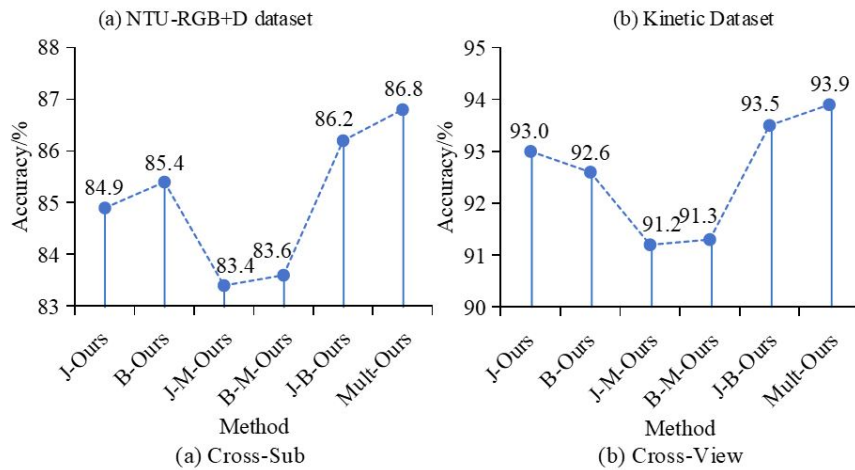 (a) NTU-RGB+D dataset
(b) Kinetic Dataset
88
87
86
85
84
83
Accuracy/%
84.9
85.4
83.4
83.6
86.2
86.8
J-Ours
B-Ours
J-M-Ours
B-M-Ours
J-B-Ours
Mult-Ours
Method
(a) Cross-Sub
95
94
93
92
91
90
Accuracy/%
93.0
92.6
91.2
91.3
93.5
93.9
J-Ours
B-Ours
J-M-Ours
B-M-Ours
J-B-Ours
Mult-Ours
Method
(b) Cross-View